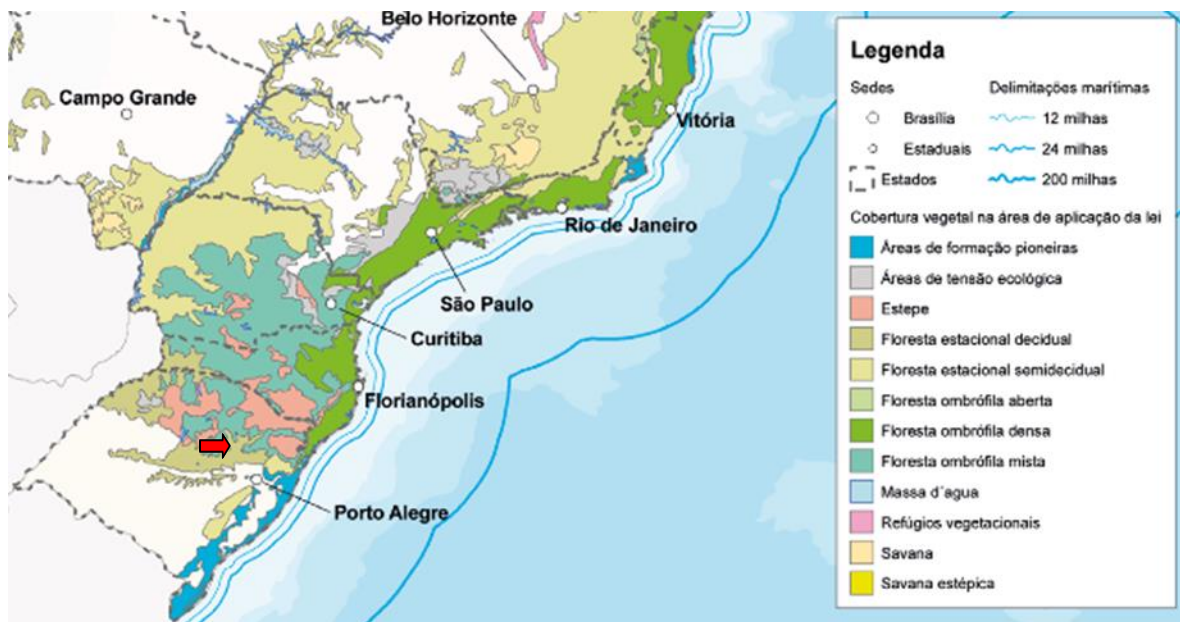 Belo Horizonte
Campo Grande
Vitória
Rio de Janeiro
São Paulo
Curitiba
Florianópolis
Porto Alegre
Legenda
Sedes
Brasília
Estaduais
Estados
Delimitações marítimas
12 milhas
24 milhas
200 milhas
Cobertura vegetal na área de aplicação da lei
Áreas de formação pioneiras
Áreas de tensão ecológica
Estepe
Floresta estacional decidual
Floresta estacional semidecidual
Floresta ombrófila aberta
Floresta ombrófila densa
Floresta ombrófila mista
Massa d´agua
Refúgios vegetacionais
Savana
Savana estépica